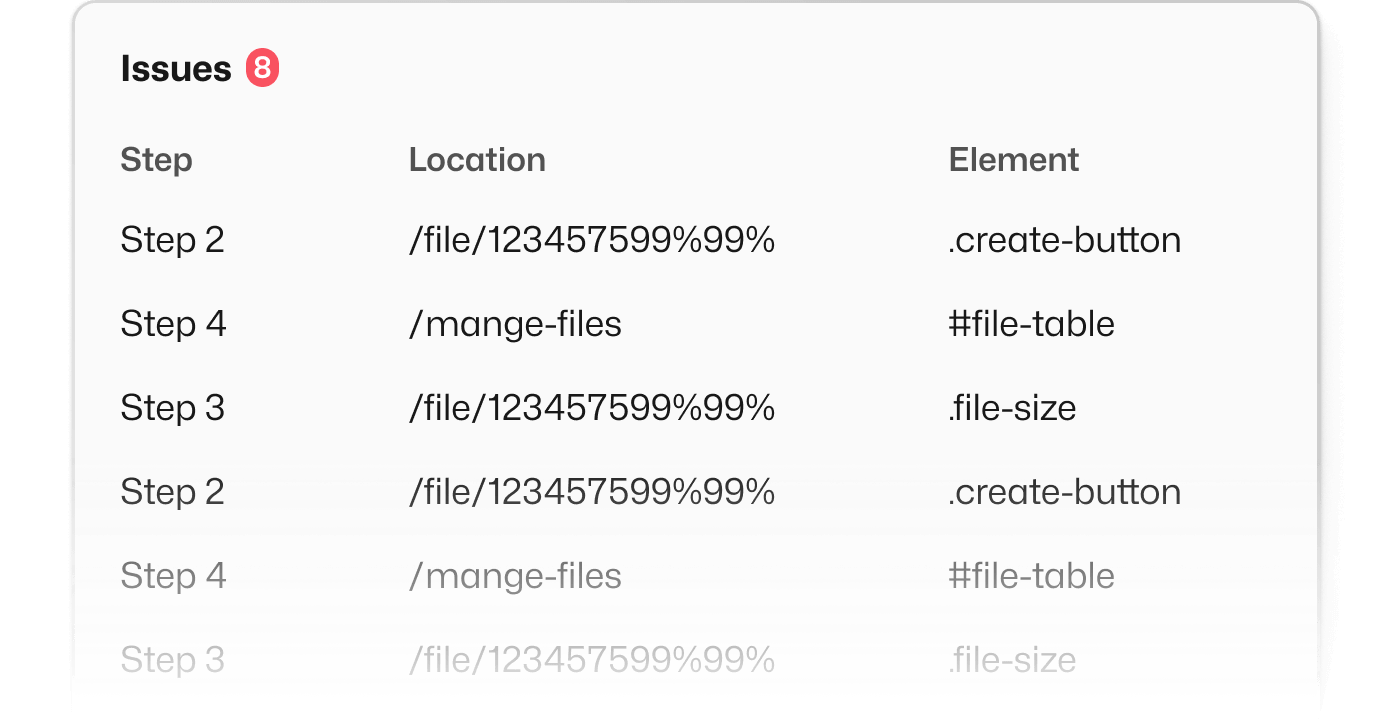 Issues 8
Step Location Element
Step 2 /file/123457599%99% .create-button
Step 4 /mange-files #file-table
Step 3 /file/123457599%99% .file-size
Step 2 /file/123457599%99% .create-button
Step 4 /mange-files #file-table
Step 3 /file/123457599%99% .file-size